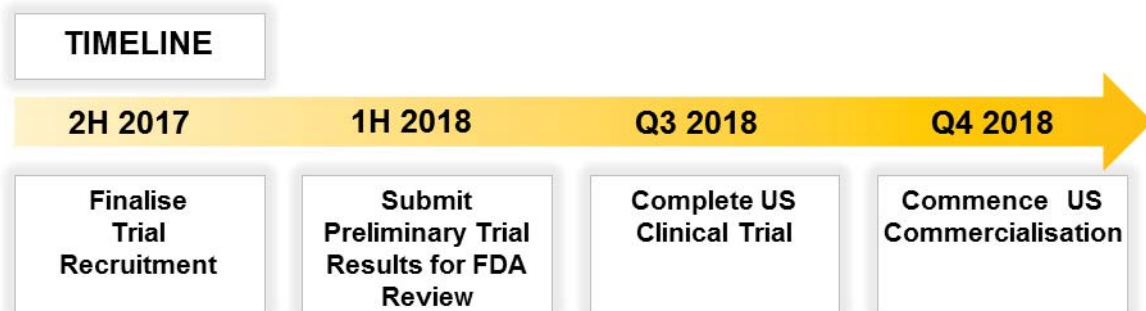 TIMELINE
2H 2017
1H 2018
Q3 2018
Q4 2018
Finalise
Trial
Recruitment
Submit
Preliminary Trial
Results for FDA
Review
Complete US
Clinical Trial
Commence US
Commercialisation